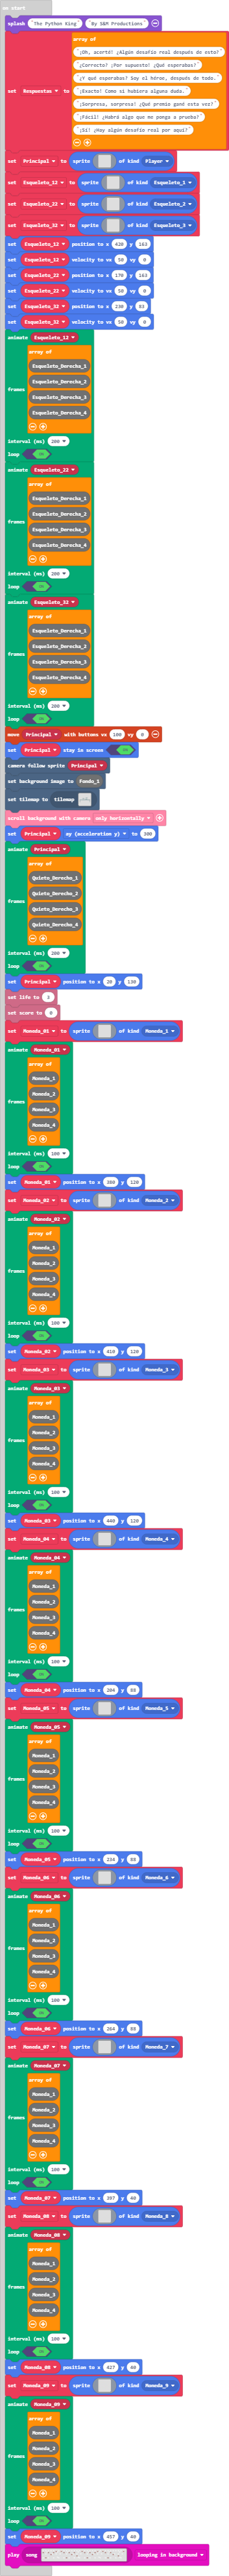 on start
splash The Python King By S&M Productions
array of
¡Oh, acerté! ¿Algún desafío real después de esto?
¿Correcto? ¡Por supuesto! ¿Qué esperabas?
¿Y qué esperabas? Soy el héroe, después de todo.
¡Exacto! Como si hubiera alguna duda.
¡Sorpresa, sorpresa! ¿Qué premio gané esta vez?
¡Fácil! ¿Habrá algo que me ponga a prueba?
¡Sí! ¿Hay algún desafío real por aquí?
set Respuestas to
set Principal to sprite of kind Player
set Esqueleto_12 to sprite of kind Esqueleto_1
set Esqueleto_22 to sprite of kind Esqueleto_2
set Esqueleto_32 to sprite of kind Esqueleto_3
set Esqueleto_12 position to x 420 y 163
set Esqueleto_12 velocity to vx 50 vy 0
set Esqueleto_22 position to x 170 y 163
set Esqueleto_22 velocity to vx 50 vy 0
set Esqueleto_32 position to x 230 y 83
set Esqueleto_32 velocity to vx 50 vy 0
animate Esqueleto_12
array of
Esqueleto_Derecha_1
Esqueleto_Derecha_2
Esqueleto_Derecha_3
Esqueleto_Derecha_4
frames
interval (ms) 200
loop ON
animate Esqueleto_22
array of
Esqueleto_Derecha_1
Esqueleto_Derecha_2
Esqueleto_Derecha_3
Esqueleto_Derecha_4
frames
interval (ms) 200
loop ON
animate Esqueleto_32
array of
Esqueleto_Derecha_1
Esqueleto_Derecha_2
Esqueleto_Derecha_3
Esqueleto_Derecha_4
frames
interval (ms) 200
loop ON
move Principal with buttons vx 100 vy 0
set Principal stay in screen ON
camera follow sprite Principal
set background image to Fondo_1
set tilemap to tilemap
scroll background with camera only horizontally
set Principal ay (acceleration y) to 300
animate Principal
array of
Quieto_Derecha_1
Quieto_Derecha_2
Quieto_Derecha_3
Quieto_Derecha_4
frames
interval (ms) 200
loop ON
set Principal position to x 20 y 130
set life to 3
set score to 0
set Moneda_01 to sprite of kind Moneda_1
animate Moneda_01
array of
Moneda_1
Moneda_2
Moneda_3
Moneda_4
frames
interval (ms) 100
loop ON
set Moneda_01 position to x 380 y 120
set Moneda_02 to sprite of kind Moneda_2
animate Moneda_02
array of
Moneda_1
Moneda_2
Moneda_3
Moneda_4
frames
interval (ms) 100
loop ON
set Moneda_02 position to x 410 y 120
set Moneda_03 to sprite of kind Moneda_3
animate Moneda_03
array of
Moneda_1
Moneda_2
Moneda_3
Moneda_4
frames
interval (ms) 100
loop ON
set Moneda_03 position to x 440 y 120
set Moneda_04 to sprite of kind Moneda_4
animate Moneda_04
array of
Moneda_1
Moneda_2
Moneda_3
Moneda_4
frames
interval (ms) 100
loop ON
set Moneda_04 position to x 204 y 88
set Moneda_05 to sprite of kind Moneda_5
animate Moneda_05
array of
Moneda_1
Moneda_2
Moneda_3
Moneda_4
frames
interval (ms) 100
loop ON
set Moneda_05 position to x 234 y 88
set Moneda_06 to sprite of kind Moneda_6
animate Moneda_06
array of
Moneda_1
Moneda_2
Moneda_3
Moneda_4
frames
interval (ms) 100
loop ON
set Moneda_06 position to x 264 y 88
set Moneda_07 to sprite of kind Moneda_7
animate Moneda_07
array of
Moneda_1
Moneda_2
Moneda_3
Moneda_4
frames
interval (ms) 100
loop ON
set Moneda_07 position to x 397 y 40
set Moneda_08 to sprite of kind Moneda_8
animate Moneda_08
array of
Moneda_1
Moneda_2
Moneda_3
Moneda_4
frames
interval (ms) 100
loop ON
set Moneda_08 position to x 427 y 40
set Moneda_09 to sprite of kind Moneda_9
animate Moneda_09
array of
Moneda_1
Moneda_2
Moneda_3
Moneda_4
frames
interval (ms) 100
loop ON
set Moneda_09 position to x 457 y 40
play song looping in background